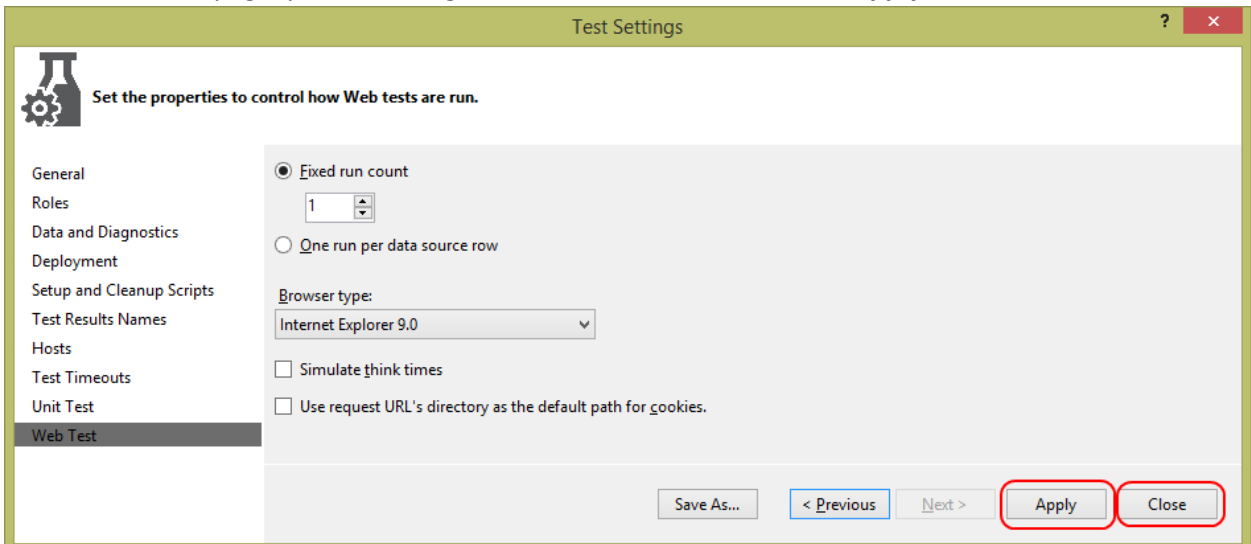 Test Settings
?
Set the properties to control how Web tests are run.
General
Roles
Data and Diagnostics
Deployment
Setup and Cleanup Scripts
Test Results Names
Hosts
Test Timeouts
Unit Test
Web Test
Fixed run count
1
One run per data source row
Browser type:
Internet Explorer 9.0
Simulate think times
Use request URL's directory as the default path for cookies.
Save As... < Previous Next > Apply Close